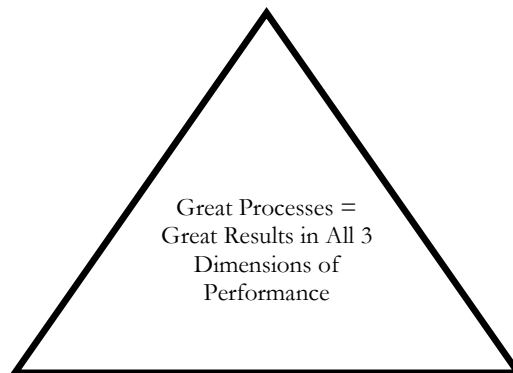 Great Processes =
Great Results in All 3
Dimensions of
Performance